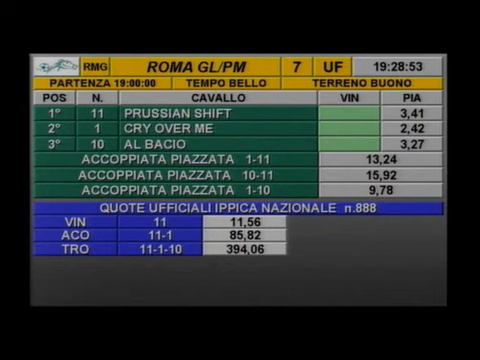 RMG ROMA GL/PM 7 UF 19:28:53
PARTENZA 19:00:00 TEMPO BELLO TERRENO BUONO
POS N. CAVALLO VIN PIA
1° 11 PRUSSIAN SHIFT 3,41
2° 1 CRY OVER ME 2,42
3° 10 AL BACIO 3,27
ACCOPPIATA PIAZZATA 1-11 13,24
ACCOPPIATA PIAZZATA 10-11 15,92
ACCOPPIATA PIAZZATA 1-10 9,78
QUOTE UFFICIALI IPPICA NAZIONALE n.888
VIN 11 11,56
ACO 11-1 85,82
TRO 11-1-10 394,06